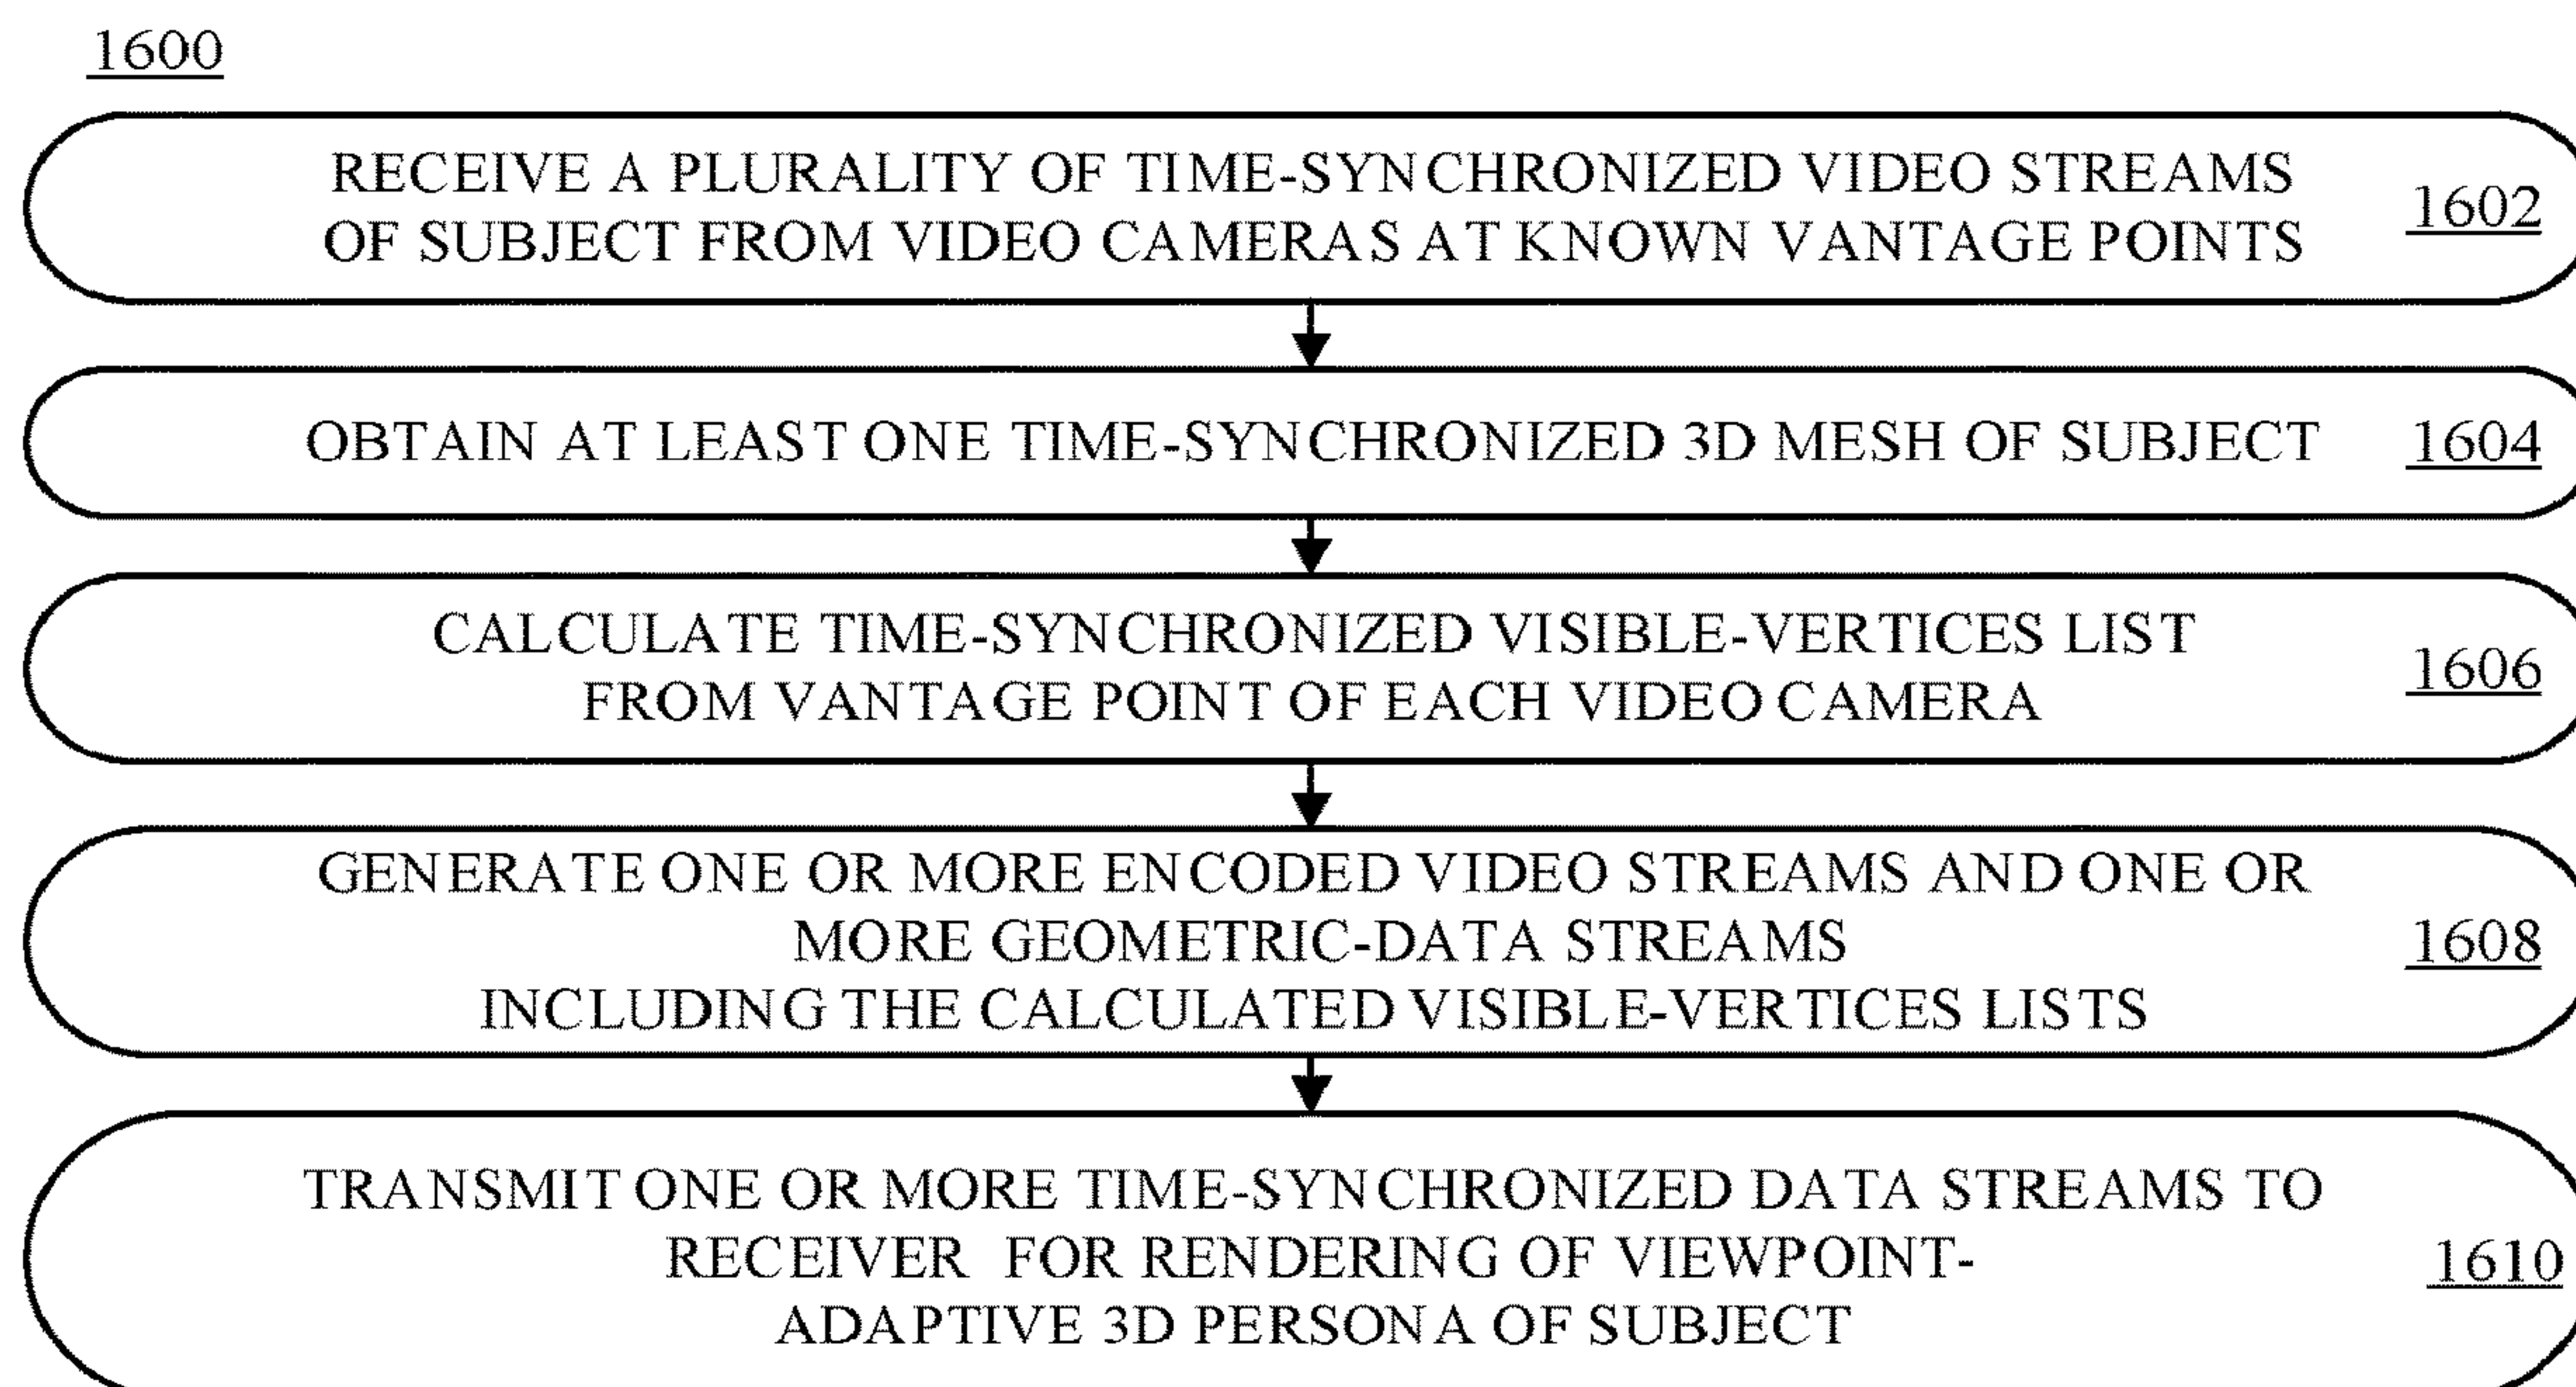 1600
RECEIVE A PLURALITY OF TIME-SYNCHRONIZED VIDEO STREAMS
OF SUBJECT FROM VIDEO CAMERAS AT KNOWN VANTAGE POINTS
1602
OBTAIN AT LEAST ONE TIME-SYNCHRONIZED 3D MESH OF SUBJECT
1604
CALCULATE TIME-SYNCHRONIZED VISIBLE-VERTICES LIST
FROM VANTAGE POINT OF EACH VIDEO CAMERA
1606
GENERATE ONE OR MORE ENCODED VIDEO STREAMS AND ONE OR
MORE GEOMETRIC-DATA STREAMS
INCLUDING THE CALCULATED VISIBLE-VERTICES LISTS
1608
TRANSMIT ONE OR MORE TIME-SYNCHRONIZED DATA STREAMS TO
RECEIVER FOR RENDERING OF VIEWPOINT-
ADAPTIVE 3D PERSONA OF SUBJECT
1610